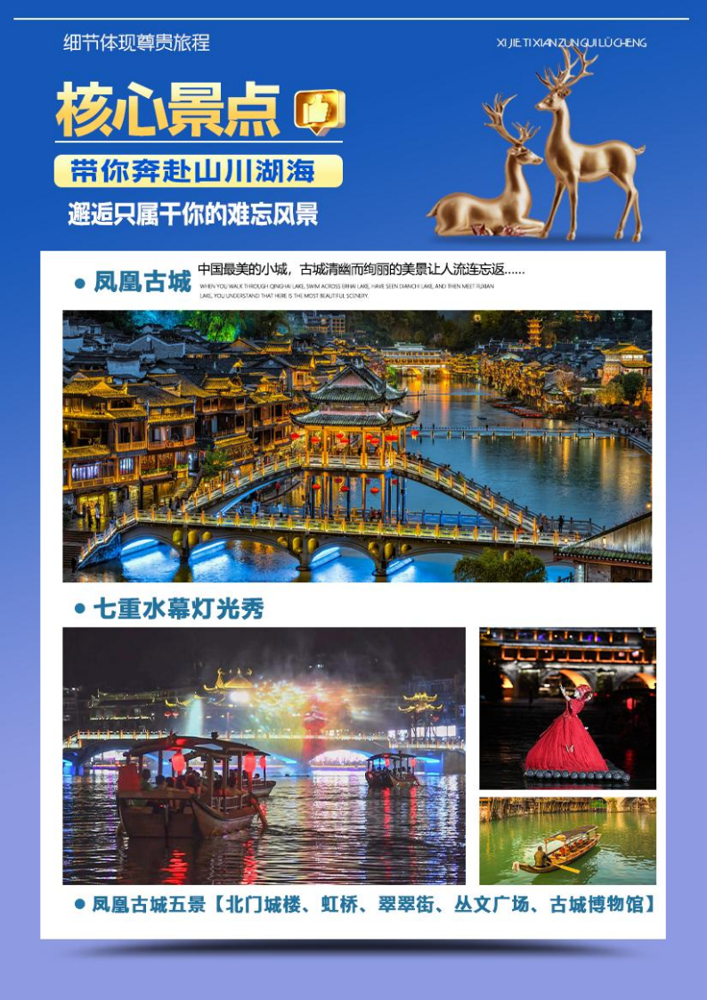 细节体现尊贵旅程
XI JIE TI XIAN ZUN GUI LÜ CHENG
核心景点
带你奔赴山川湖海
邂逅只属于你的难忘风景
凤凰古城
中国最美的小城，古城清幽而绚丽的美景让人流连忘返......
WHEN YOU WALK THROUGH QINGHAI LAKE, SWIM ACROSS ERHAI LAKE, HAVE SEEN DIANCHI LAKE, AND THEN MEET FUXIAN
LAKE, YOU UNDERSTAND THAT HERE IS THE MOST BEAUTIFUL SCENERY.
七重水幕灯光秀
凤凰古城五景【北门城楼、虹桥、翠翠街、丛文广场、古城博物馆】